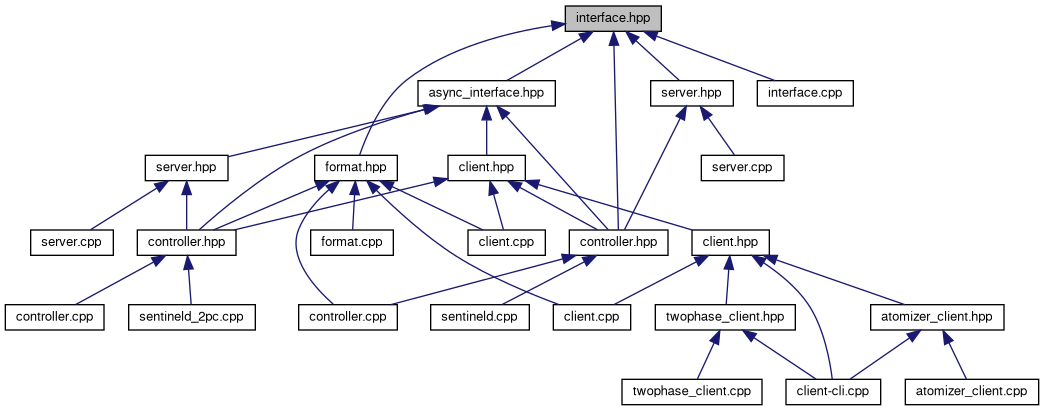 interface.hpp
async_interface.hpp
server.hpp
interface.cpp
server.hpp
format.hpp
client.hpp
server.cpp
server.cpp
controller.hpp
format.cpp
client.cpp
controller.hpp
client.hpp
controller.cpp
sentineld_2pc.cpp
controller.cpp
sentineld.cpp
client.cpp
twophase_client.hpp
atomizer_client.hpp
twophase_client.cpp
client-cli.cpp
atomizer_client.cpp